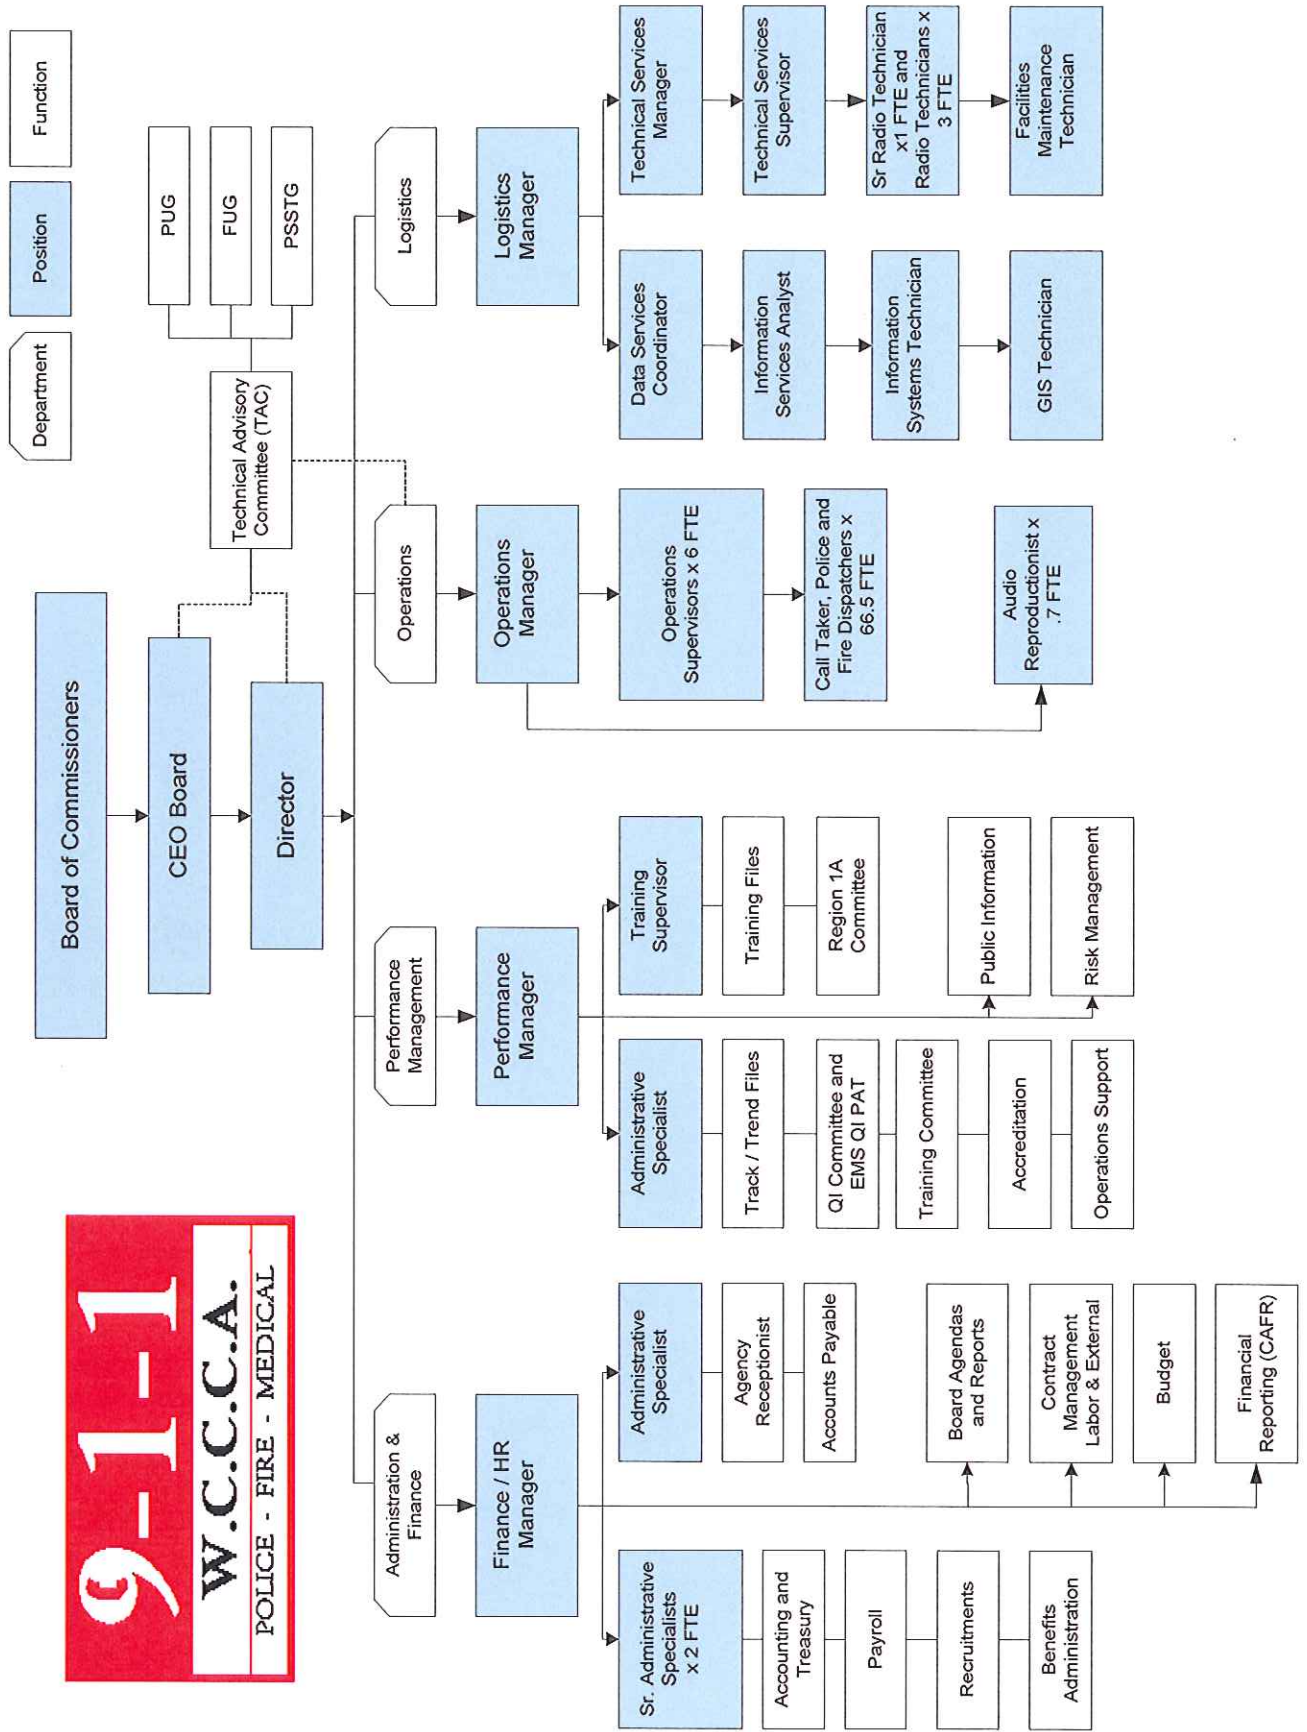 9-1-1
W.C.C.C.A.
POLICE - FIRE - MEDICAL
Department
Position
Function
Board of Commissioners
CEO Board
Director
Technical Advisory
Committee (TAC)
PUG
FUG
PSSTG
Administration &
Finance
Performance
Management
Operations
Logistics
Finance / HR
Manager
Performance
Manager
Operations
Manager
Logistics
Manager
Sr. Administrative
Specialists
x 2 FTE
Accounting and
Treasury
Payroll
Recruitments
Benefits
Administration
Administrative
Specialist
Agency
Receptionist
Accounts Payable
Board Agendas
and Reports
Contract
Management
Labor & External
Budget
Financial
Reporting (CAFR)
Administrative
Specialist
Track / Trend Files
QI Committee and
EMS QI PAT
Training Committee
Accreditation
Operations Support
Training
Supervisor
Training Files
Region 1A
Committee
Public Information
Risk Management
Operations
Supervisors x 6 FTE
Call Taker, Police and
Fire Dispatchers x
66.5 FTE
Audio
Reproductionist x
.7 FTE
Data Services
Coordinator
Information
Services Analyst
Information
Systems Technician
GIS Technician
Technical Services
Manager
Technical Services
Supervisor
Sr Radio Technician
x1 FTE and
Radio Technicians x
3 FTE
Facilities
Maintenance
Technician